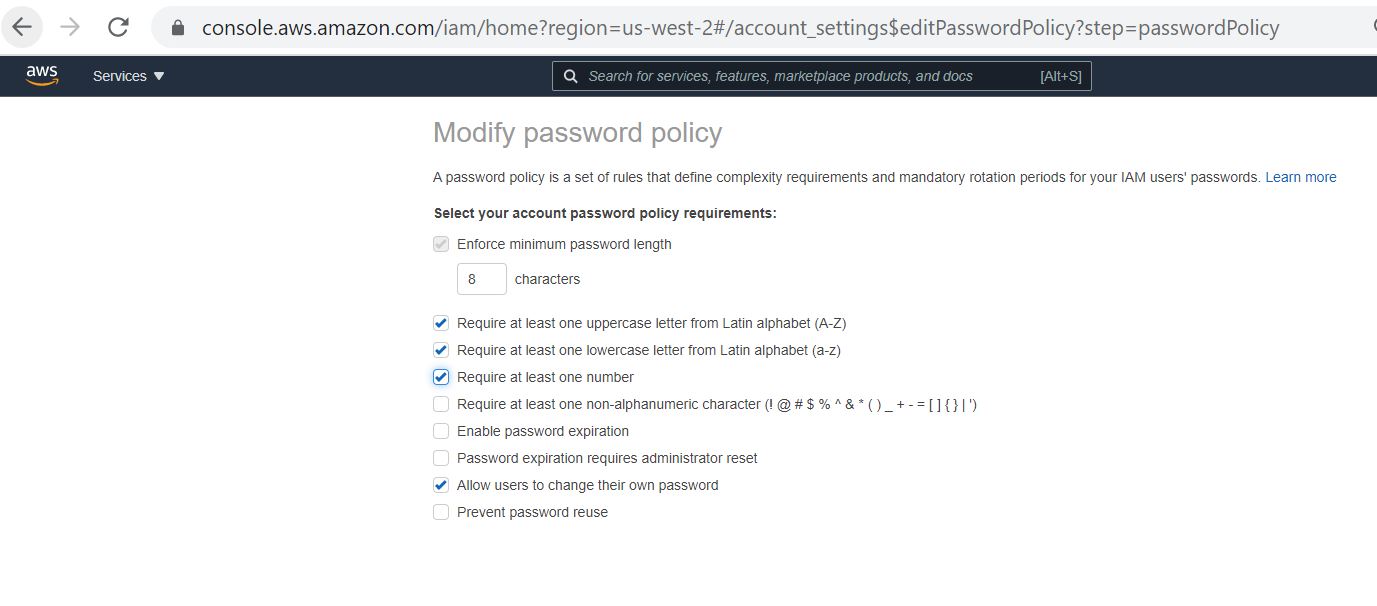 console.aws.amazon.com/iam/home?region=us-west-2#/account_settings$editPasswordPolicy?step=passwordPolicy
aws Services ▼ Search for services, features, marketplace products, and docs [Alt+S]
Modify password policy
A password policy is a set of rules that define complexity requirements and mandatory rotation periods for your IAM users' passwords. Learn more
Select your account password policy requirements:
Enforce minimum password length
8 characters
Require at least one uppercase letter from Latin alphabet (A-Z)
Require at least one lowercase letter from Latin alphabet (a-z)
Require at least one number
Require at least one non-alphanumeric character (! @ # $ % ^ & * ( ) _ + - = [ ] { } | ')
Enable password expiration
Password expiration requires administrator reset
Allow users to change their own password
Prevent password reuse